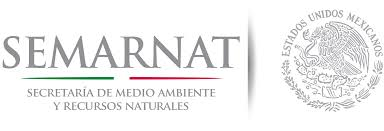 SEMARNAT
SECRETARÍA DE MEDIO AMBIENTE
Y RECURSOS NATURALES
ESTADOS UNIDOS MEXICANOS